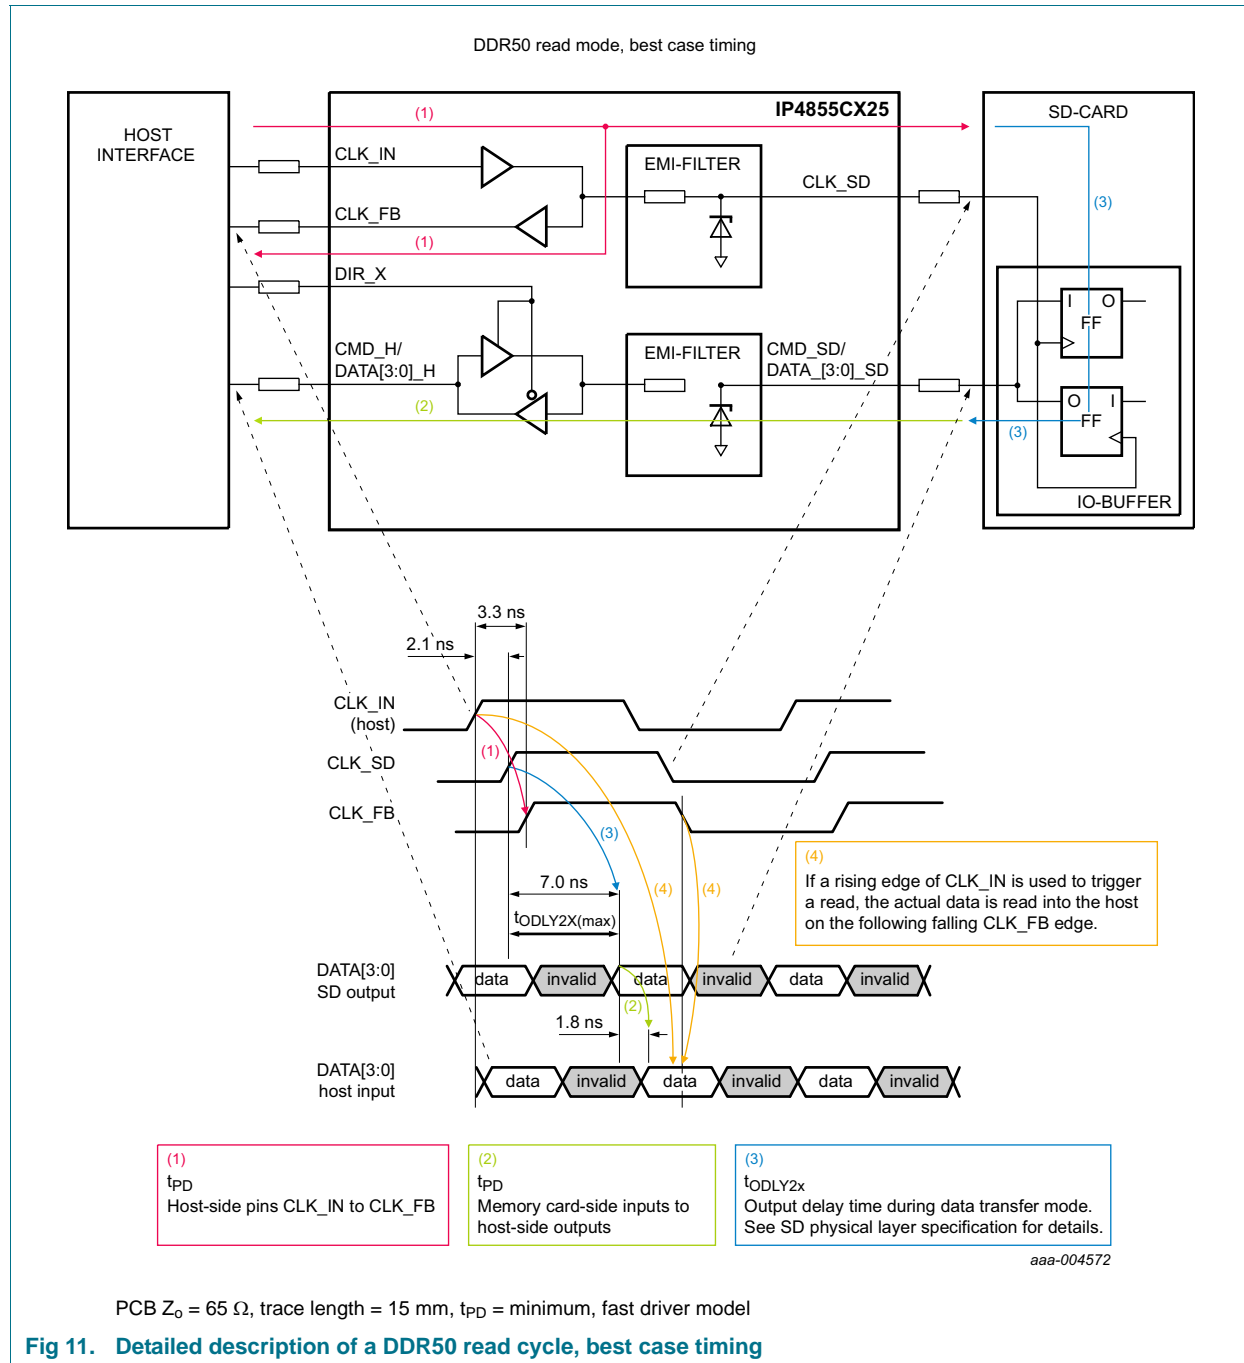 DDR50 read mode, best case timing
HOST
INTERFACE
IP4855CX25
SD-CARD
(1)
CLK_IN
EMI-FILTER
CLK_SD
(3)
CLK_FB
(1)
DIR_X
I
O
FF
CMD_H/
DATA[3:0]_H
EMI-FILTER
CMD_SD/
DATA_[3:0]_SD
(2)
O
I
FF
(3)
IO-BUFFER
3.3 ns
2.1 ns
CLK_IN
(host)
(1)
CLK_SD
CLK_FB
(3)
7.0 ns
(4)
(4)
tODLY2X(max)
(4)
If a rising edge of CLK_IN is used to trigger
a read, the actual data is read into the host
on the following falling CLK_FB edge.
DATA[3:0]
SD output
data
invalid
data
invalid
data
invalid
(2)
1.8 ns
DATA[3:0]
host input
data
invalid
data
invalid
data
invalid
(1)
tPD
Host-side pins CLK_IN to CLK_FB
(2)
tPD
Memory card-side inputs to
host-side outputs
(3)
tODLY2x
Output delay time during data transfer mode.
See SD physical layer specification for details.
aaa-004572
PCB Zo = 65 Ω, trace length = 15 mm, tPD = minimum, fast driver model
Fig 11. Detailed description of a DDR50 read cycle, best case timing